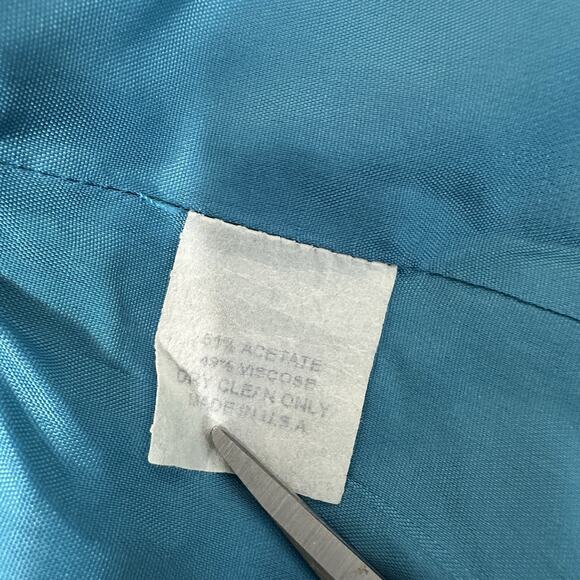 51% ACETATE
49% VISCOSE
DRY CLEAN ONLY
MADE IN U.S.A